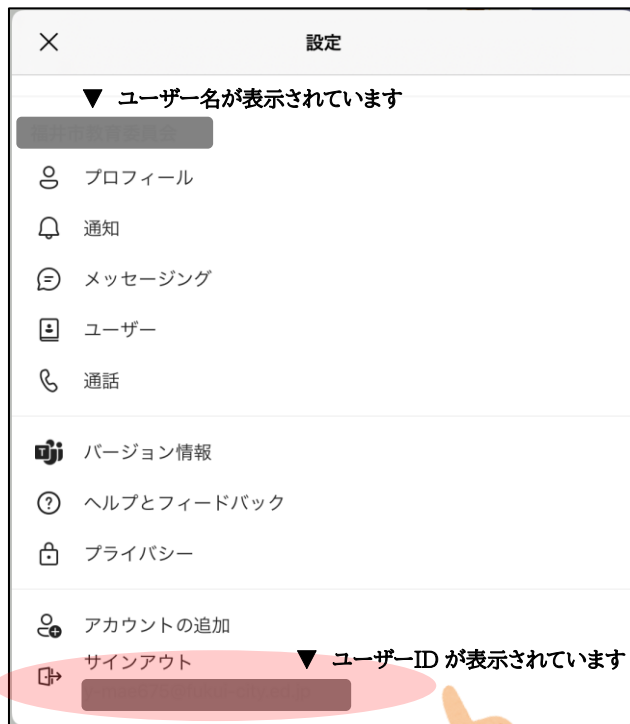 設定
▼ ユーザー名が表示されています
プロフィール
通知
メッセージング
ユーザー
通話
バージョン情報
ヘルプとフィードバック
プライバシー
アカウントの追加
サインアウト
▼ ユーザーID が表示されています